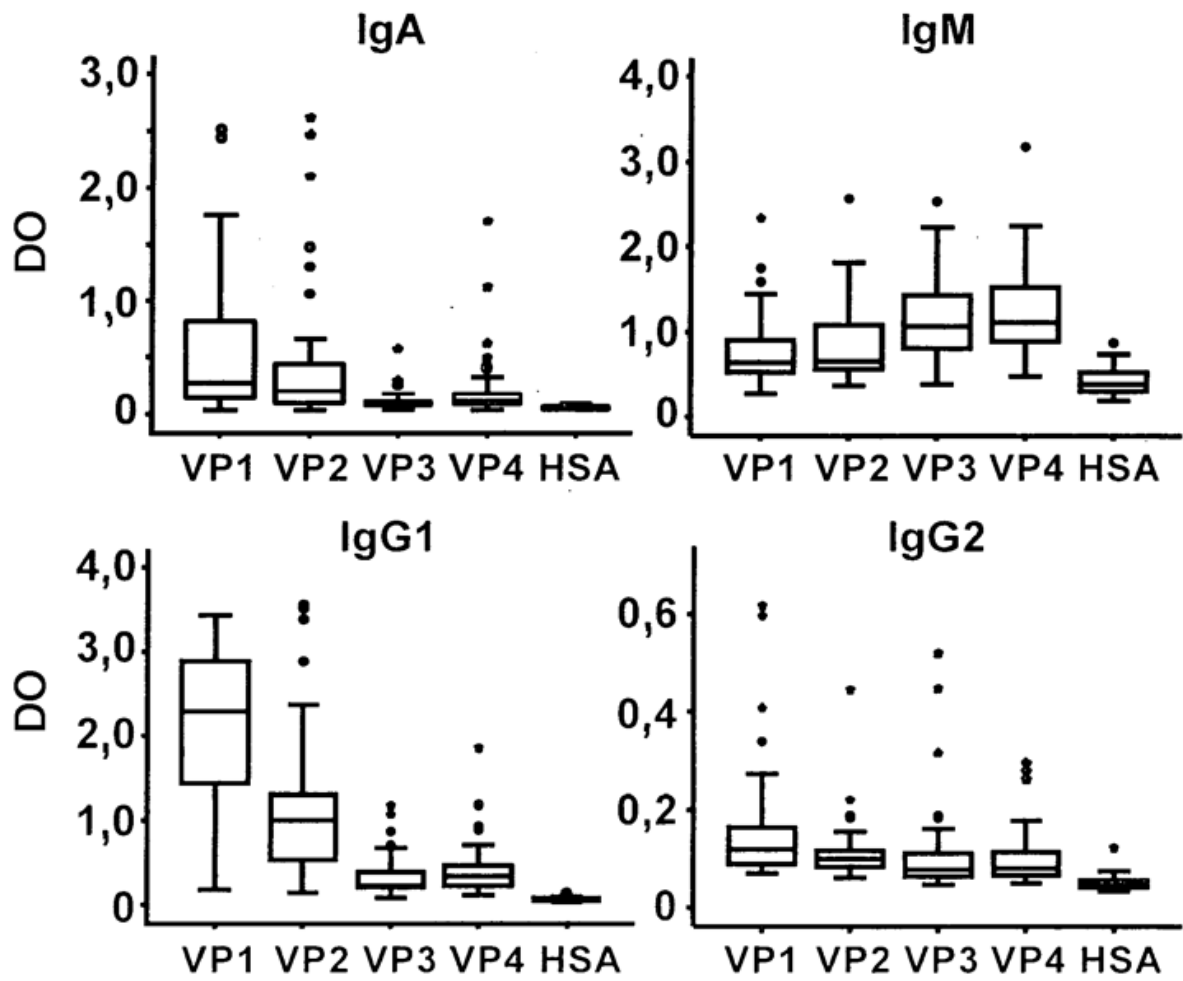 IgA
3,0
2,0
1,0
0
DO
VP1 VP2 VP3 VP4 HSA
IgM
4,0
3,0
2,0
1,0
0
VP1 VP2 VP3 VP4 HSA
IgG1
4,0
3,0
2,0
1,0
0
DO
VP1 VP2 VP3 VP4 HSA
IgG2
0,6
0,4
0,2
0
VP1 VP2 VP3 VP4 HSA